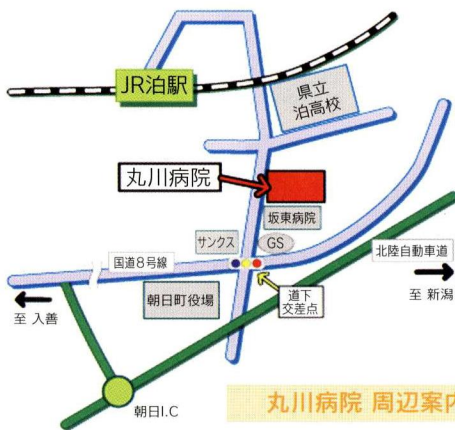 JR泊駅
県立
泊高校
丸川病院
坂東病院
サンクス
GS
国道8号線
北陸自動車道
至 入善
朝日町役場
道下
交差点
至 新潟
朝日I.C
丸川病院 周辺案内